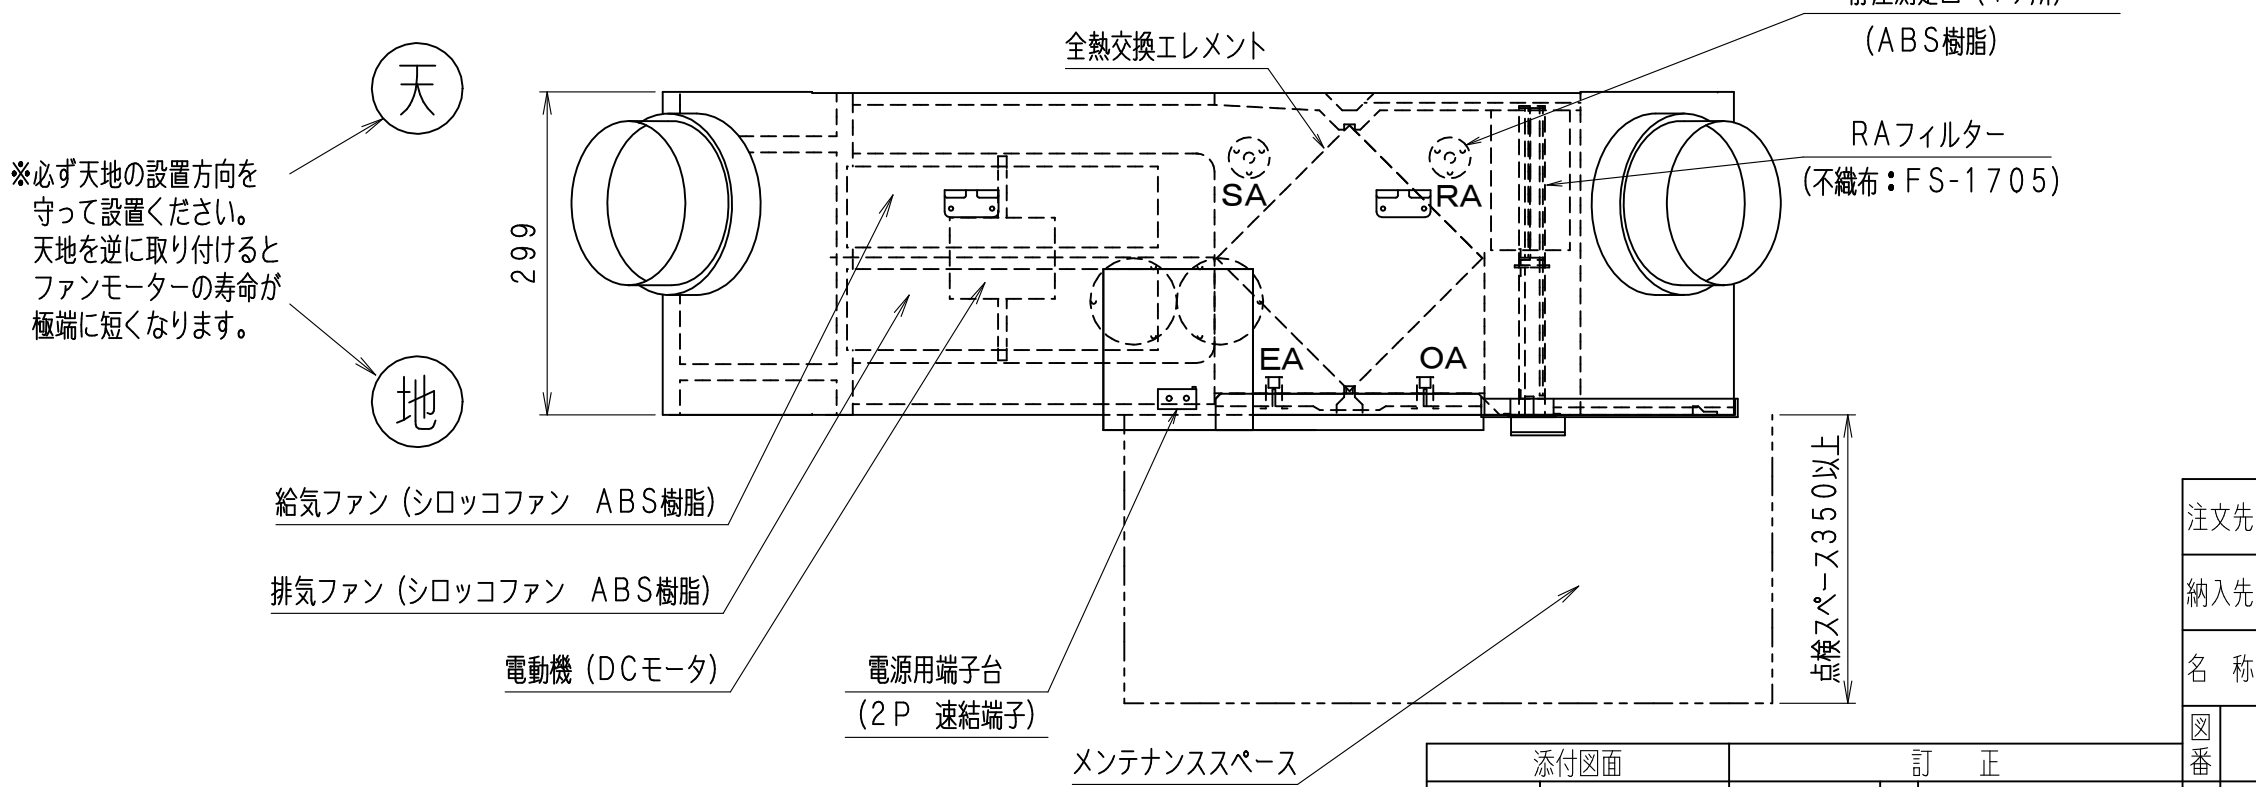 (ABS樹脂)
全熱交換エレメント
天
RAフィルター
(不織布:FS-1705)
※必ず天地の設置方向を
守って設置ください。
天地を逆に取り付けると
ファンモーターの寿命が
極端に短くなります。
299
SA
RA
EA
OA
地
給気ファン(シロッコファン ABS樹脂)
排気ファン(シロッコファン ABS樹脂)
電動機(DCモータ)
電源用端子台
(2P 速結端子)
メンテナンススペース
点検スペース350以上
注文先
納入先
名 称
図番
添付図面
訂 正